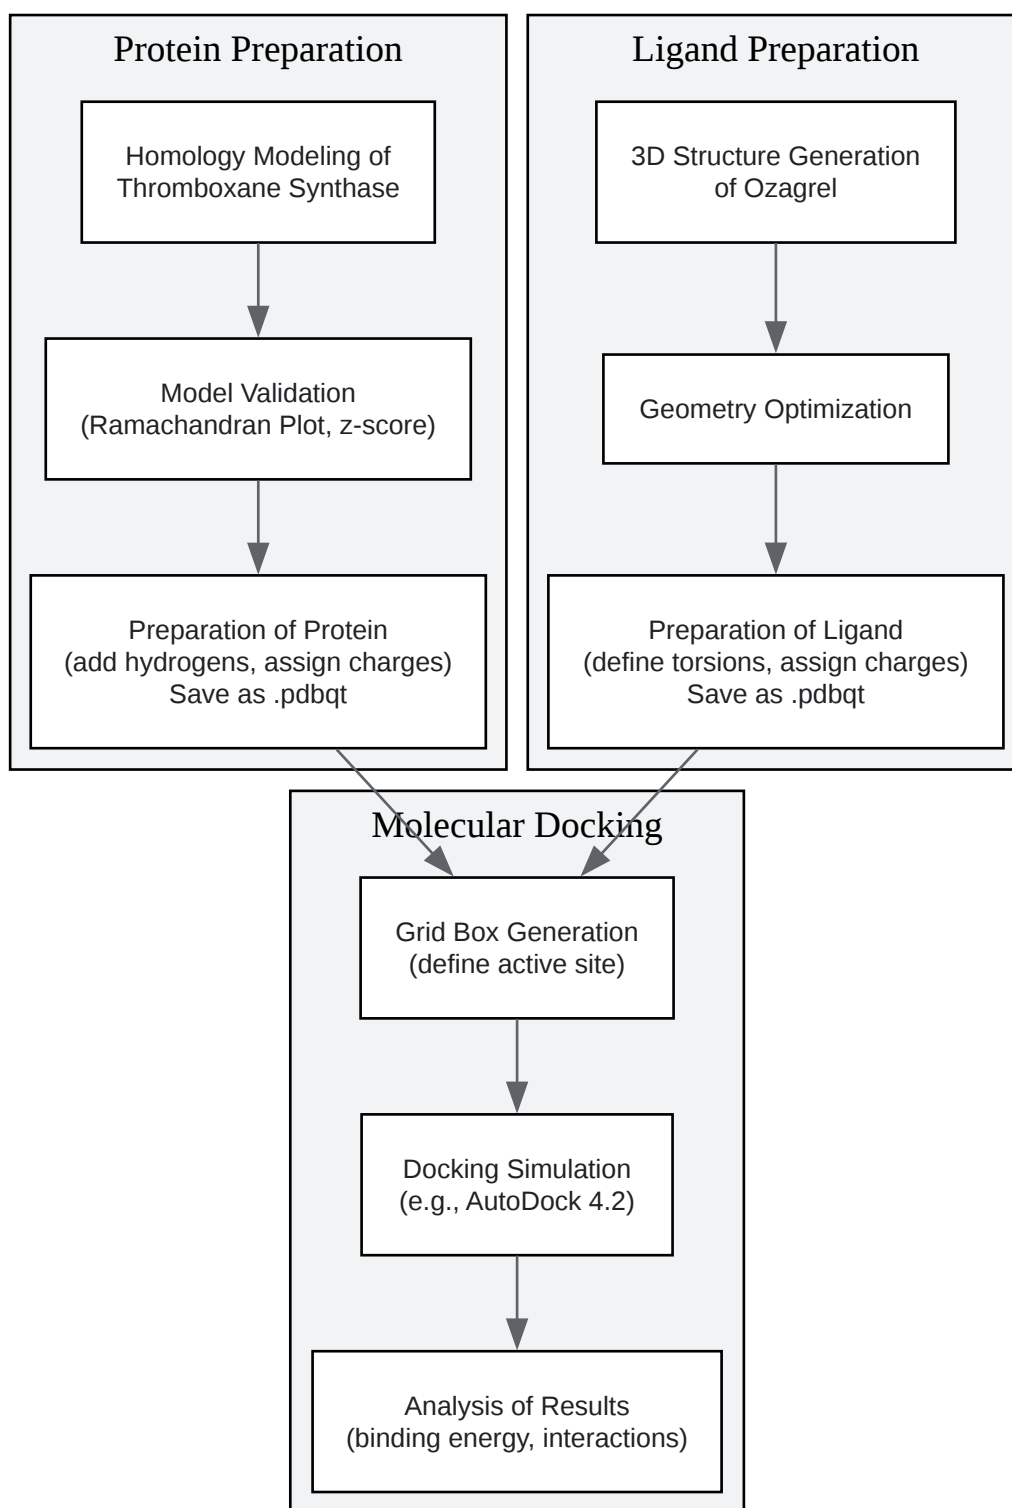 Protein Preparation
Homology Modeling of
Thromboxane Synthase
Model Validation
(Ramachandran Plot, z-score)
Preparation of Protein
(add hydrogens, assign charges)
Save as .pdbqt
Ligand Preparation
3D Structure Generation
of Ozagrel
Geometry Optimization
Preparation of Ligand
(define torsions, assign charges)
Save as .pdbqt
Molecular Docking
Grid Box Generation
(define active site)
Docking Simulation
(e.g., AutoDock 4.2)
Analysis of Results
(binding energy, interactions)